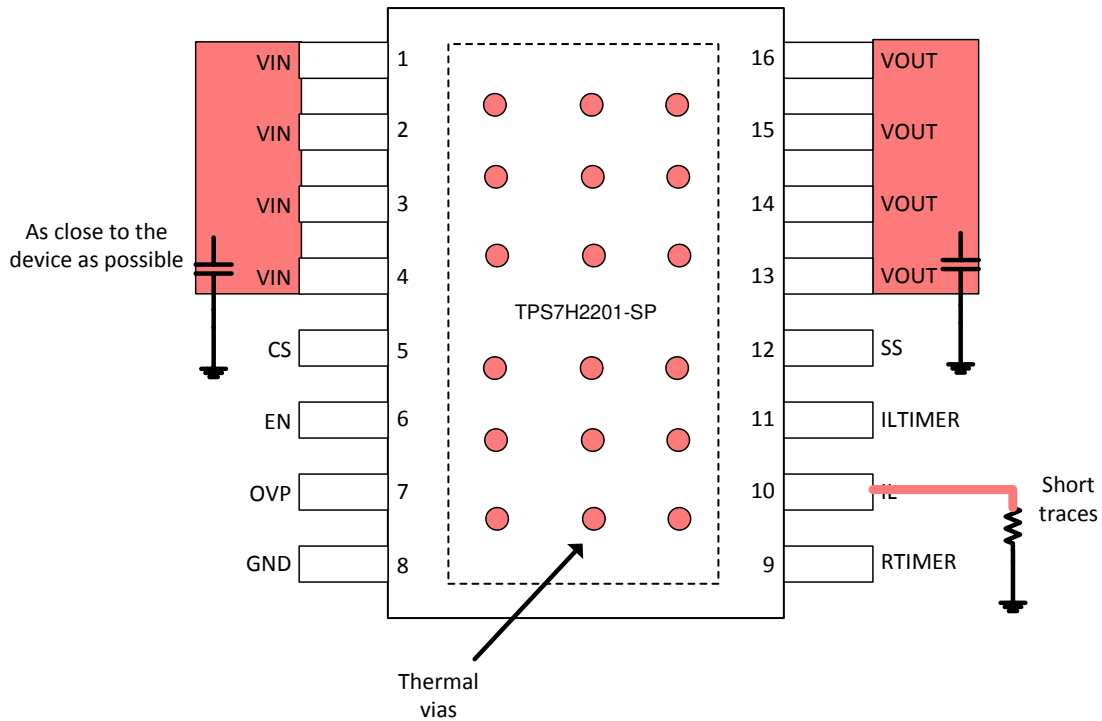 VIN 1 16 VOUT
VIN 2 15 VOUT
VIN 3 14 VOUT
As close to the
device as possible
VIN 4 13 VOUT
TPS7H2201-SP
CS 5 12 SS
EN 6 11 ILTIMER
OVP 7 10 IL
Short
traces
GND 8 9 RTIMER
Thermal
vias